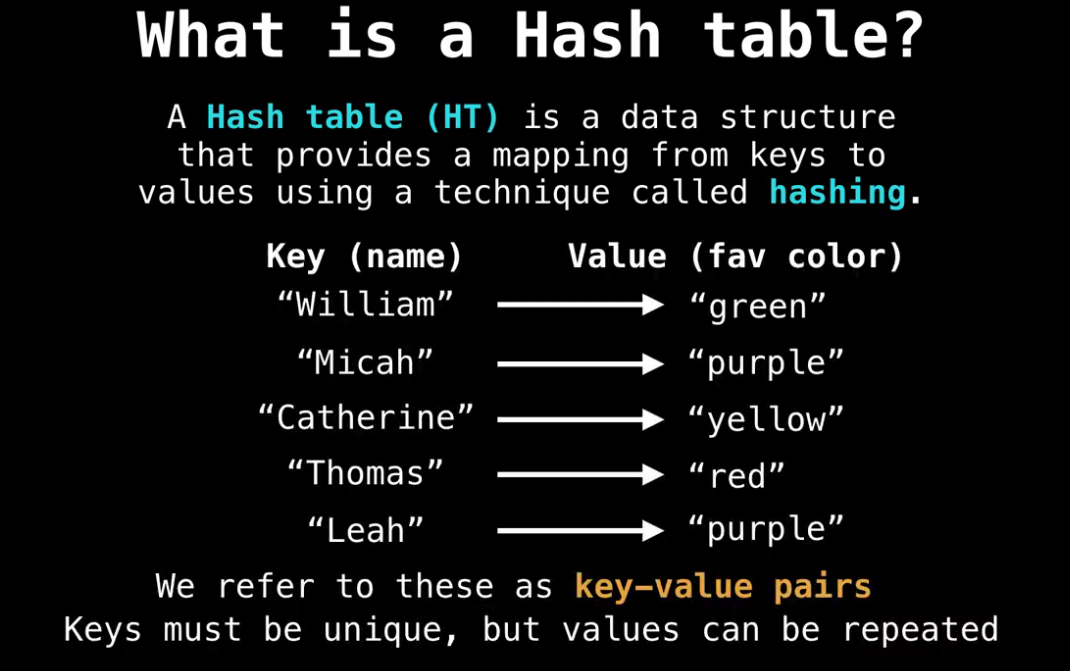 What is a Hash table?
A Hash table (HT) is a data structure
that provides a mapping from keys to
values using a technique called hashing.
Key (name) Value (fav color)
“William” “green”
“Micah” “purple”
“Catherine” “yellow”
“Thomas” “red”
“Leah” “purple”
We refer to these as key-value pairs
Keys must be unique, but values can be repeated